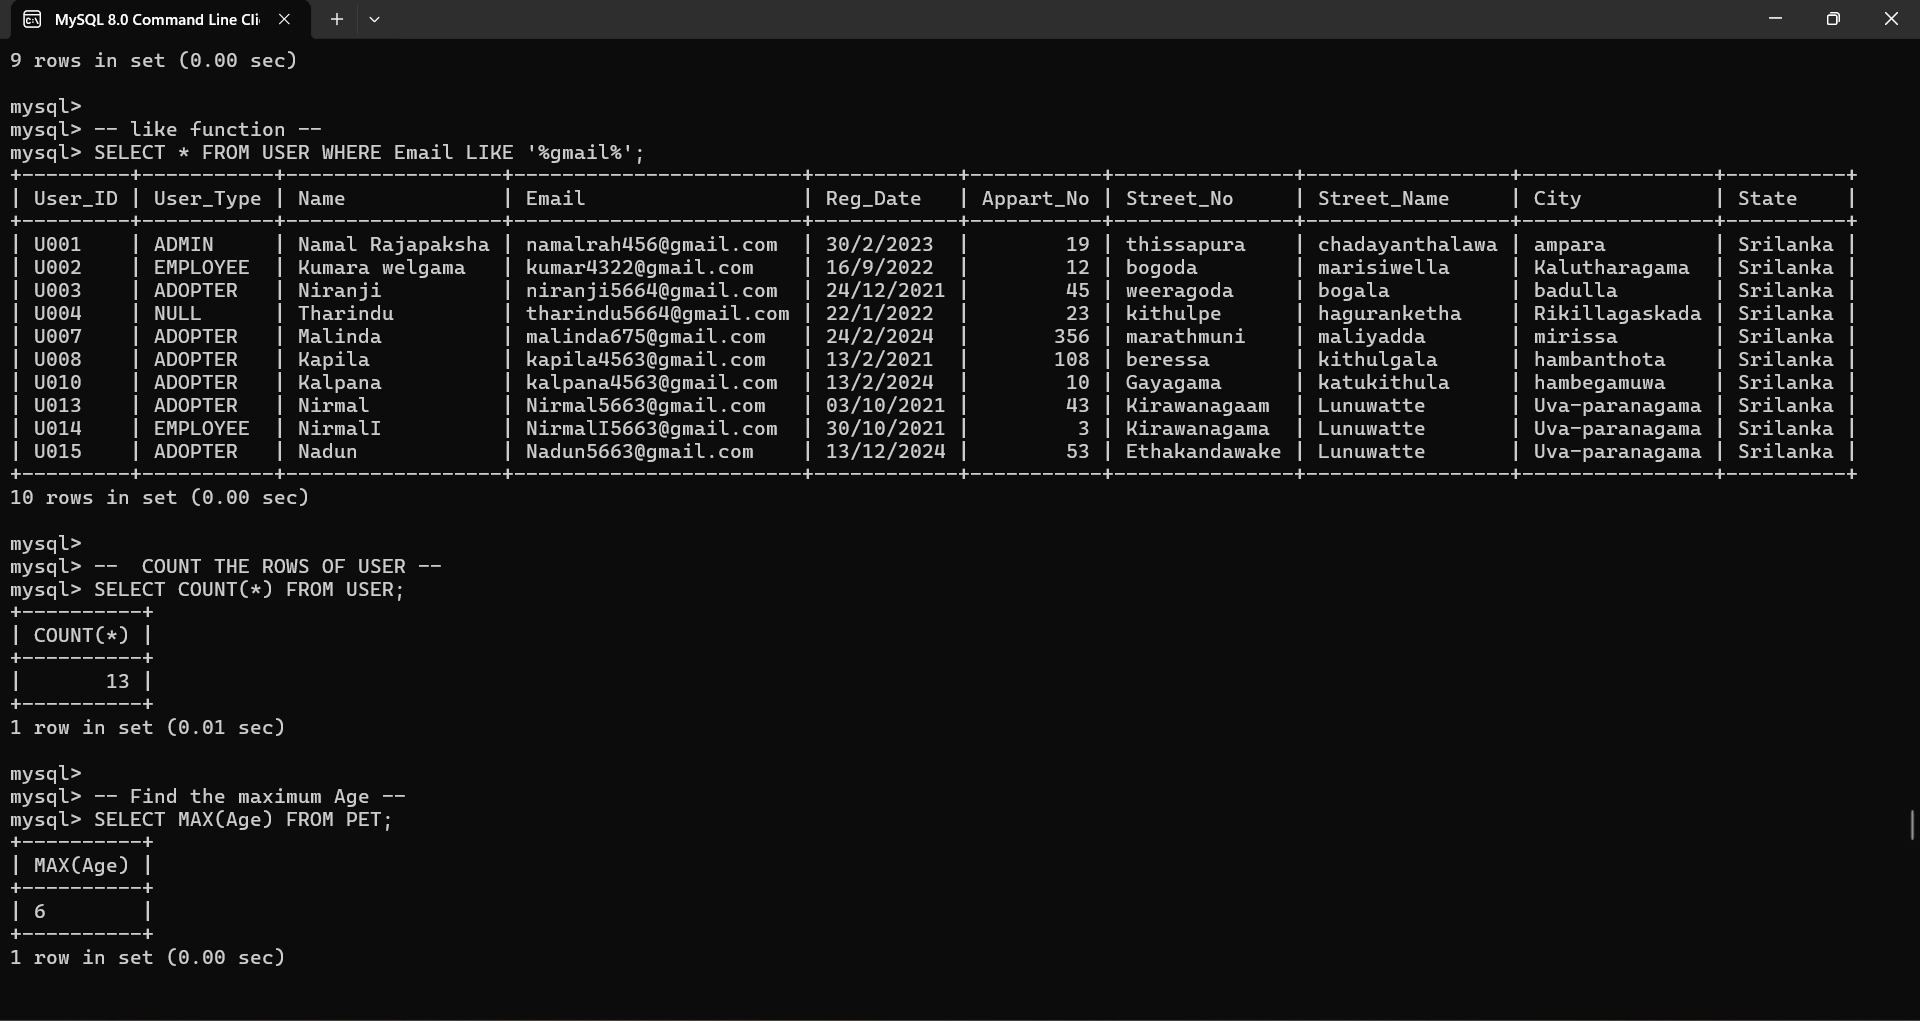 MySQL 8.0 Command Line Cli
9 rows in set (0.00 sec)
mysql>
mysql> -- like function --
mysql> SELECT * FROM USER WHERE Email LIKE '%gmail%';
+---------+-----------+------------------+------------------------+------------+-----------+---------------+-----------------+----------------+----------+
| User_ID | User_Type | Name             | Email                  | Reg_Date   | Appart_No | Street_No     | Street_Name     | City           | State    |
+---------+-----------+------------------+------------------------+------------+-----------+---------------+-----------------+----------------+----------+
| U001    | ADMIN     | Namal Rajapaksha | namalrah456@gmail.com  | 30/2/2023  |        19 | thissapura    | chadayanthalawa | ampara         | Srilanka |
| U002    | EMPLOYEE  | Kumara welgama   | kumar4322@gmail.com    | 16/9/2022  |        12 | bogoda        | marisiwella     | Kalutharagama  | Srilanka |
| U003    | ADOPTER   | Niranji          | niranji5664@gmail.com  | 24/12/2021 |        45 | weeragoda     | bogala          | badulla        | Srilanka |
| U004    | NULL      | Tharindu         | tharindu5664@gmail.com | 22/1/2022  |        23 | kithulpe      | haguranketha    | Rikillagaskada | Srilanka |
| U007    | ADOPTER   | Malinda          | malinda675@gmail.com   | 24/2/2024  |       356 | marathmuni    | maliyadda       | mirissa        | Srilanka |
| U008    | ADOPTER   | Kapila           | kapila4563@gmail.com   | 13/2/2021  |       108 | beressa       | kithulgala      | hambanthota    | Srilanka |
| U010    | ADOPTER   | Kalpana          | kalpana4563@gmail.com  | 13/2/2024  |        10 | Gayagama      | katukithula     | hambegamuwa    | Srilanka |
| U013    | ADOPTER   | Nirmal           | Nirmal5663@gmail.com   | 03/10/2021 |        43 | Kirawanagaam  | Lunuwatte       | Uva-paranagama | Srilanka |
| U014    | EMPLOYEE  | NirmalI          | NirmalI5663@gmail.com  | 30/10/2021 |         3 | Kirawanagama  | Lunuwatte       | Uva-paranagama | Srilanka |
| U015    | ADOPTER   | Nadun            | Nadun5663@gmail.com    | 13/12/2024 |        53 | Ethakandawake | Lunuwatte       | Uva-paranagama | Srilanka |
+---------+-----------+------------------+------------------------+------------+-----------+---------------+-----------------+----------------+----------+
10 rows in set (0.00 sec)
mysql>
mysql> --  COUNT THE ROWS OF USER --
mysql> SELECT COUNT(*) FROM USER;
+----------+
| COUNT(*) |
+----------+
|       13 |
+----------+
1 row in set (0.01 sec)
mysql>
mysql> -- Find the maximum Age --
mysql> SELECT MAX(Age) FROM PET;
+----------+
| MAX(Age) |
+----------+
| 6        |
+----------+
1 row in set (0.00 sec)